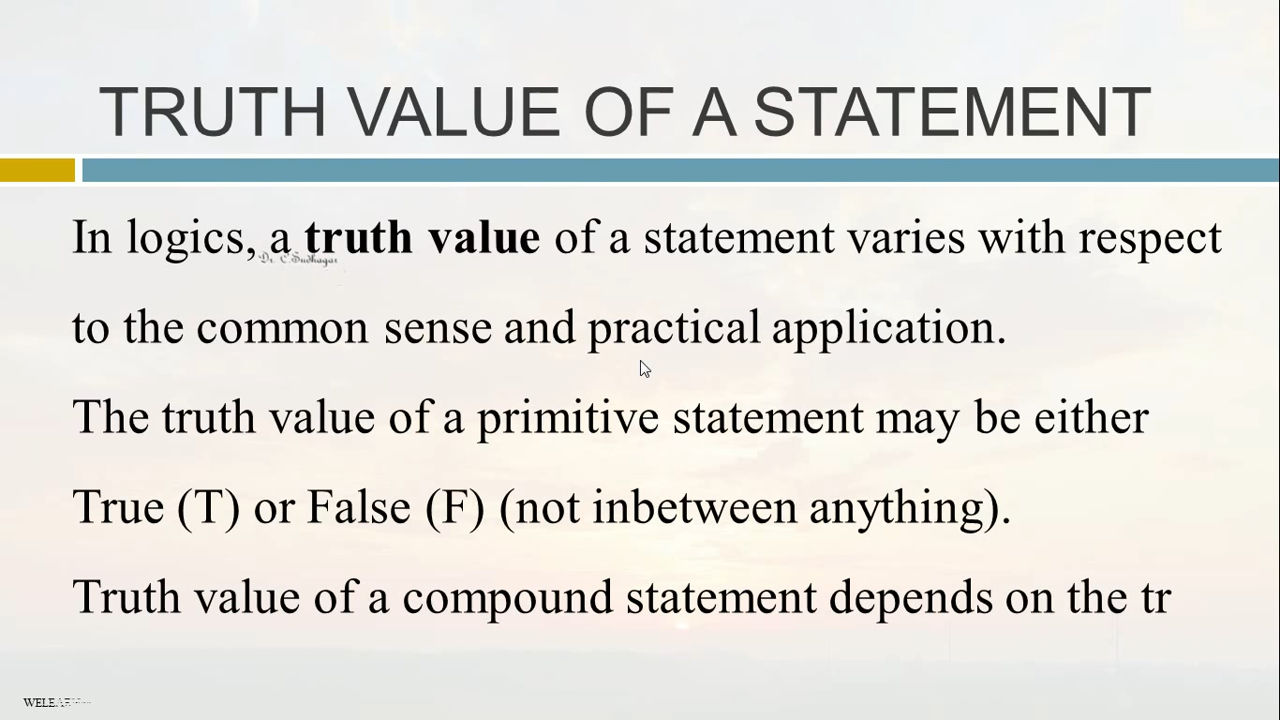 TRUTH VALUE OF A STATEMENT
In logics, a truth value of a statement varies with respect
Dr. C.Sudhagar
to the common sense and practical application.
The truth value of a primitive statement may be either
True (T) or False (F) (not inbetween anything).
Truth value of a compound statement depends on the tr